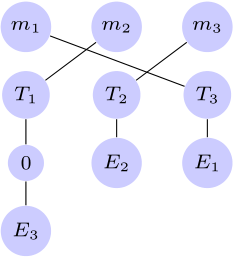 m₁ m₂ m₃
T₁ T₂ T₃
0 E₂ E₁
E₃